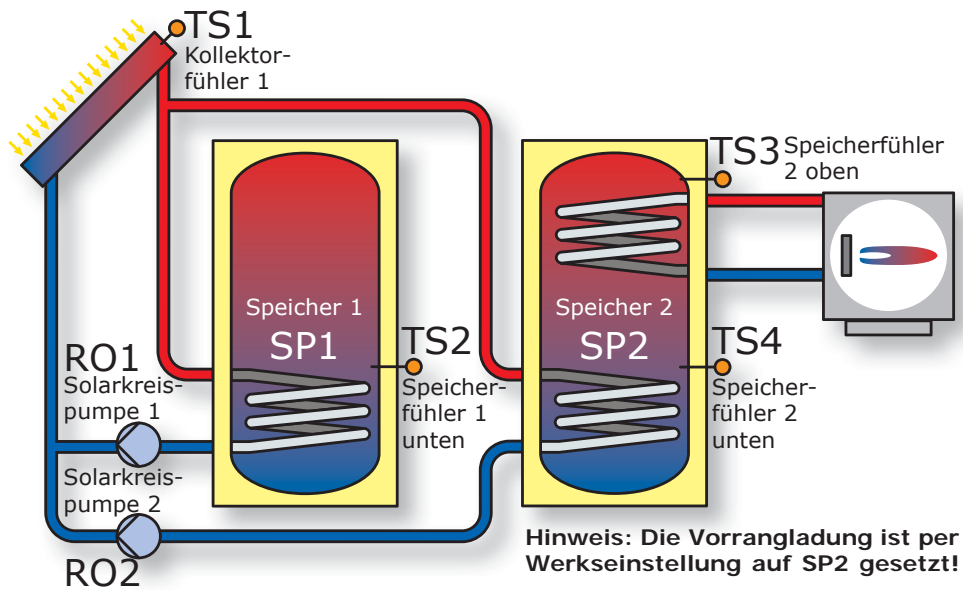 TS1
Kollektor-
fühler 1
TS3
Speicherfühler
2 oben
Speicher 1
SP1
TS2
Speicher-
fühler 1
unten
Speicher 2
SP2
TS4
Speicher-
fühler 2
unten
RO1
Solarkreis-
pumpe 1
Solarkreis-
pumpe 2
RO2
Hinweis: Die Vorrangladung ist per
Werkseinstellung auf SP2 gesetzt!